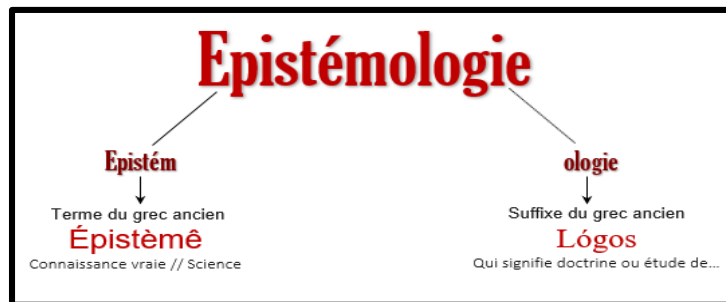 Epistémologie
Epistém
ologie
Terme du grec ancien
Suffixe du grec ancien
Épistèmê
Lógos
Connaissance vraie // Science
Qui signifie doctrine ou étude de...